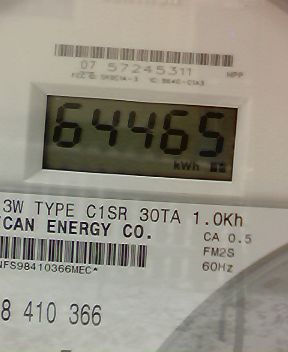 07 57245311
HPP
64465
kWh
3W TYPE C1SR 30TA 1.0Kh
CAN ENERGY CO.
CA 0.5
FM2S
NFS98410366MEC*
60Hz
8 410 366